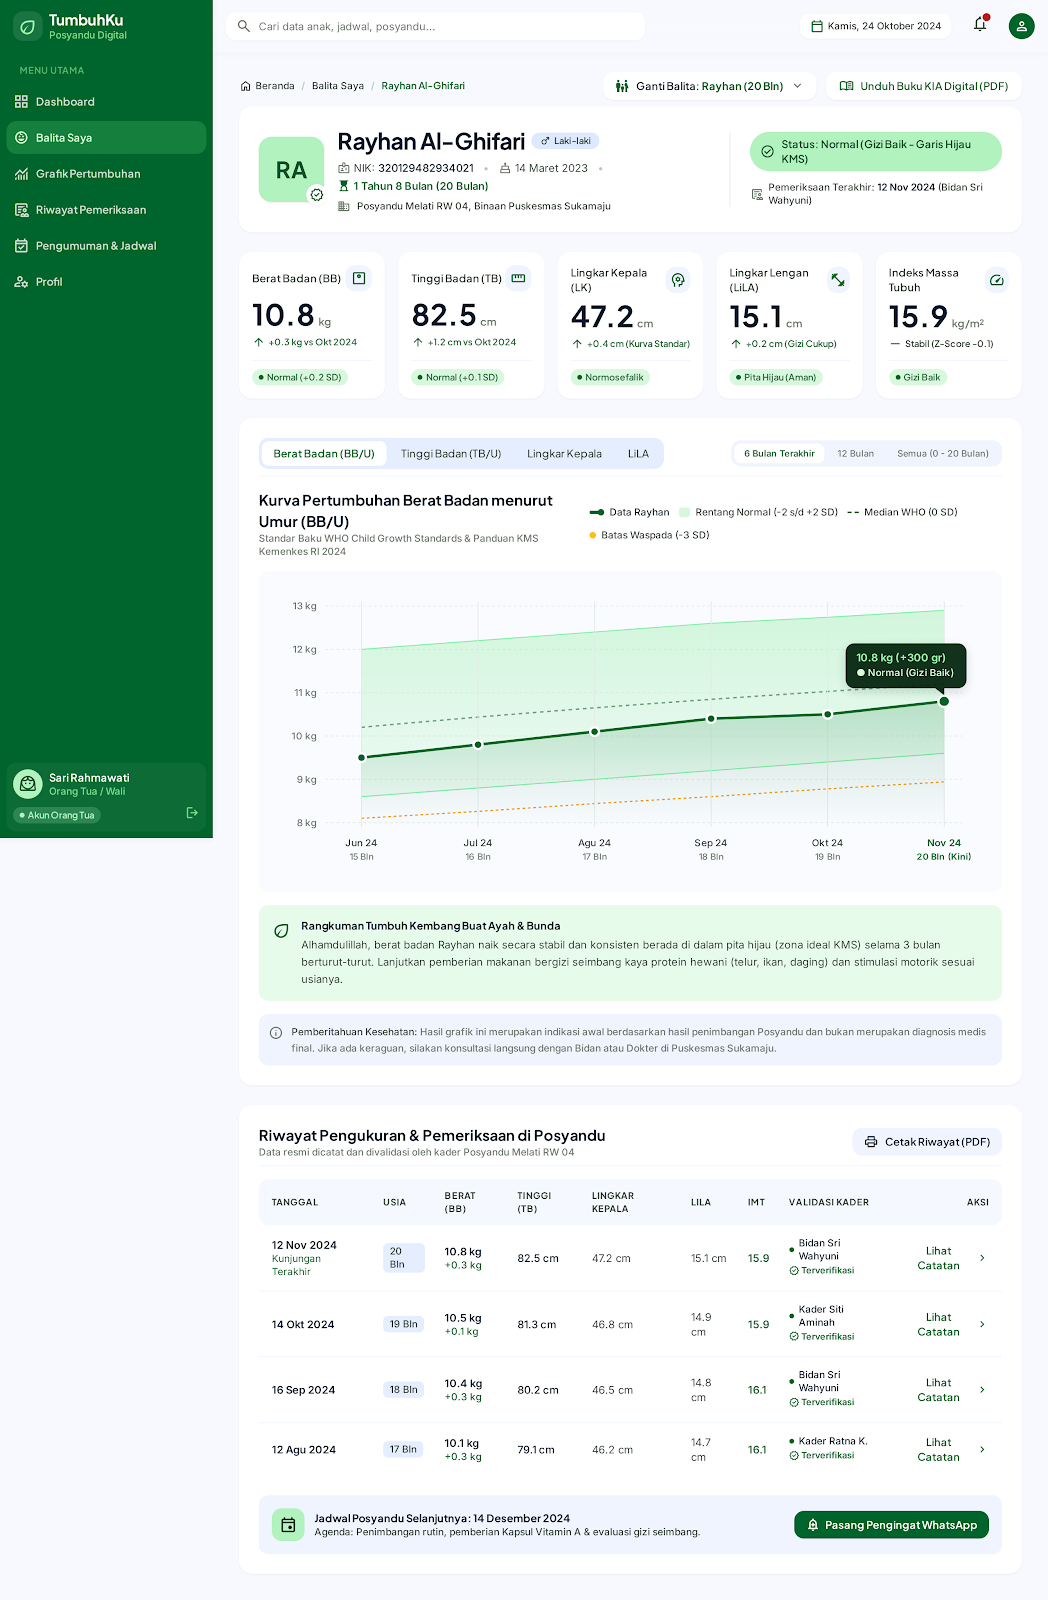 TumbuhKu
Posyandu Digital
MENU UTAMA
Dashboard
Balita Saya
Grafik Pertumbuhan
Riwayat Pemeriksaan
Pengumuman & Jadwal
Profil
Sari Rahmawati
Orang Tua / Wali
Akun Orang Tua
Cari data anak, jadwal, posyandu...
Kamis, 24 Oktober 2024
Beranda / Balita Saya / Rayhan Al-Ghifari
Ganti Balita: Rayhan (20 Bln)
Unduh Buku KIA Digital (PDF)
RA
Rayhan Al-Ghifari
Laki-laki
NIK: 320129482934021 • 14 Maret 2023 •
1 Tahun 8 Bulan (20 Bulan)
Posyandu Melati RW 04, Binaan Puskesmas Sukamaju
Status: Normal (Gizi Baik - Garis Hijau
KMS)
Pemeriksaan Terakhir: 12 Nov 2024 (Bidan Sri
Wahyuni)
Berat Badan (BB)
10.8 kg
+0.3 kg vs Okt 2024
Normal (+0.2 SD)
Tinggi Badan (TB)
82.5 cm
+1.2 cm vs Okt 2024
Normal (+0.1 SD)
Lingkar Kepala
(LK)
47.2 cm
+0.4 cm (Kurva Standar)
Normosefalik
Lingkar Lengan
(LiLA)
15.1 cm
+0.2 cm (Gizi Cukup)
Pita Hijau (Aman)
Indeks Massa
Tubuh
15.9 kg/m²
Stabil (Z-Score -0.1)
Gizi Baik
Berat Badan (BB/U)
Tinggi Badan (TB/U)
Lingkar Kepala
LiLA
6 Bulan Terakhir
12 Bulan
Semua (0 - 20 Bulan)
Kurva Pertumbuhan Berat Badan menurut
Umur (BB/U)
Standar Baku WHO Child Growth Standards & Panduan KMS
Kemenkes RI 2024
Data Rayhan
Rentang Normal (-2 s/d +2 SD)
Median WHO (0 SD)
Batas Waspada (-3 SD)
13 kg
12 kg
11 kg
10 kg
9 kg
8 kg
10.8 kg (+300 gr)
Normal (Gizi Baik)
Jun 24
15 Bln
Jul 24
16 Bln
Agu 24
17 Bln
Sep 24
18 Bln
Okt 24
19 Bln
Nov 24
20 Bln (Kini)
Rangkuman Tumbuh Kembang Buat Ayah & Bunda
Alhamdulillah, berat badan Rayhan naik secara stabil dan konsisten berada di dalam pita hijau (zona ideal KMS) selama 3 bulan
berturut-turut. Lanjutkan pemberian makanan bergizi seimbang kaya protein hewani (telur, ikan, daging) dan stimulasi motorik sesuai
usianya.
Pemberitahuan Kesehatan: Hasil grafik ini merupakan indikasi awal berdasarkan hasil penimbangan Posyandu dan bukan merupakan diagnosis medis
final. Jika ada keraguan, silakan konsultasi langsung dengan Bidan atau Dokter di Puskesmas Sukamaju.
Riwayat Pengukuran & Pemeriksaan di Posyandu
Data resmi dicatat dan divalidasi oleh kader Posyandu Melati RW 04
Cetak Riwayat (PDF)
TANGGAL
USIA
BERAT
(BB)
TINGGI
(TB)
LINGKAR
KEPALA
LILA
IMT
VALIDASI KADER
AKSI
12 Nov 2024
Kunjungan
Terakhir
20
Bln
10.8 kg
+0.3 kg
82.5 cm
47.2 cm
15.1 cm
15.9
Bidan Sri
Wahyuni
Terverifikasi
Lihat
Catatan
14 Okt 2024
19 Bln
10.5 kg
+0.1 kg
81.3 cm
46.8 cm
14.9
cm
15.9
Kader Siti
Aminah
Terverifikasi
Lihat
Catatan
16 Sep 2024
18 Bln
10.4 kg
+0.3 kg
80.2 cm
46.5 cm
14.8
cm
16.1
Bidan Sri
Wahyuni
Terverifikasi
Lihat
Catatan
12 Agu 2024
17 Bln
10.1 kg
+0.3 kg
79.1 cm
46.2 cm
14.7
cm
16.1
Kader Ratna K.
Terverifikasi
Lihat
Catatan
Jadwal Posyandu Selanjutnya: 14 Desember 2024
Agenda: Penimbangan rutin, pemberian Kapsul Vitamin A & evaluasi gizi seimbang.
Pasang Pengingat WhatsApp